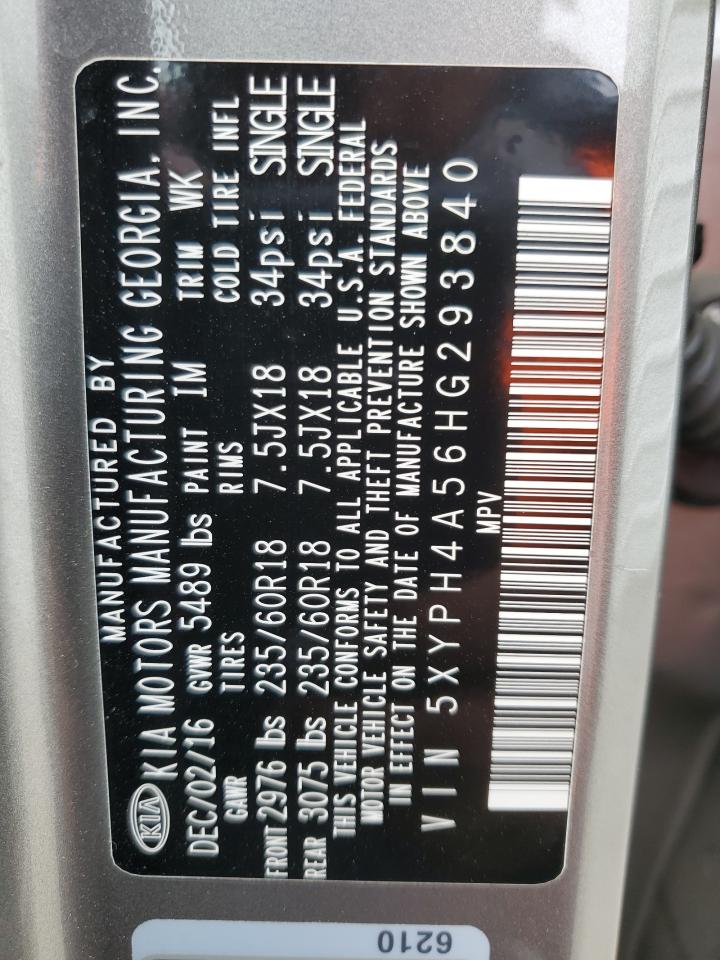 MANUFACTURED BY
KIA KIA MOTORS MANUFACTURING GEORGIA, INC.
DEC/02/16 GVWR 5489 lbs PAINT IM TRIM WK
GAWR TIRES RIMS COLD TIRE INFL
FRONT 2976 lbs 235/60R18 7.5JX18 34psi SINGLE
REAR 3075 lbs 235/60R18 7.5JX18 34psi SINGLE
THIS VEHICLE CONFORMS TO ALL APPLICABLE U.S.A. FEDERAL
MOTOR VEHICLE SAFETY AND THEFT PREVENTION STANDARDS
IN EFFECT ON THE DATE OF MANUFACTURE SHOWN ABOVE
VIN 5XYPH4A56HG293840
MPV
6210